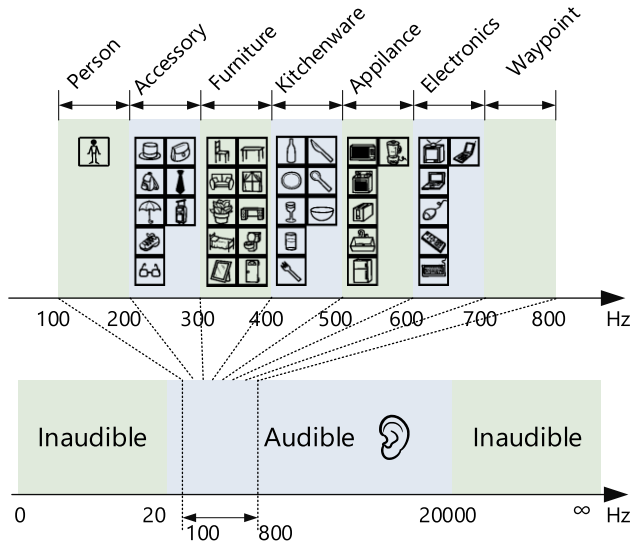 Person Accessory Furniture Kitchenware Appilance Electronics Waypoint
100 200 300 400 500 600 700 800 Hz
Inaudible Audible Inaudible
0 20 100 800 20000 ∞ Hz